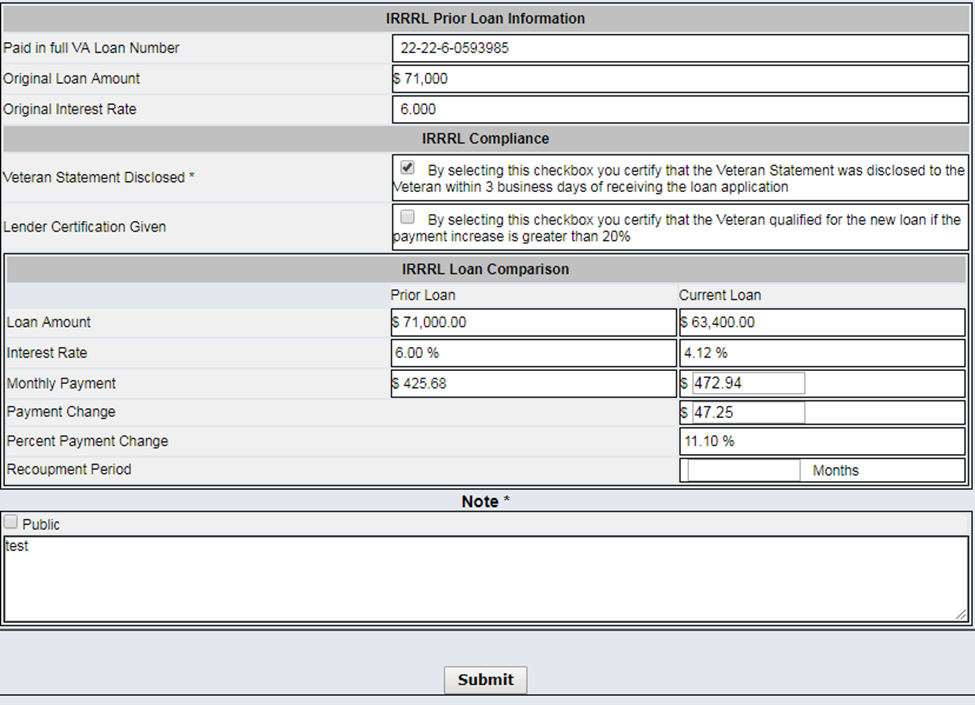 IRRRL Prior Loan Information
Paid in full VA Loan Number 22-22-6-0593985
Original Loan Amount $ 71,000
Original Interest Rate 6.000
IRRRL Compliance
Veteran Statement Disclosed * By selecting this checkbox you certify that the Veteran Statement was disclosed to the
Veteran within 3 business days of receiving the loan application
Lender Certification Given By selecting this checkbox you certify that the Veteran qualified for the new loan if the
payment increase is greater than 20%
IRRRL Loan Comparison
Prior Loan Current Loan
Loan Amount $ 71,000.00 $ 63,400.00
Interest Rate 6.00 % 4.12 %
Monthly Payment $ 425.68 $ 472.94
Payment Change $ 47.25
Percent Payment Change 11.10 %
Recoupment Period Months
Note *
Public
test
Submit